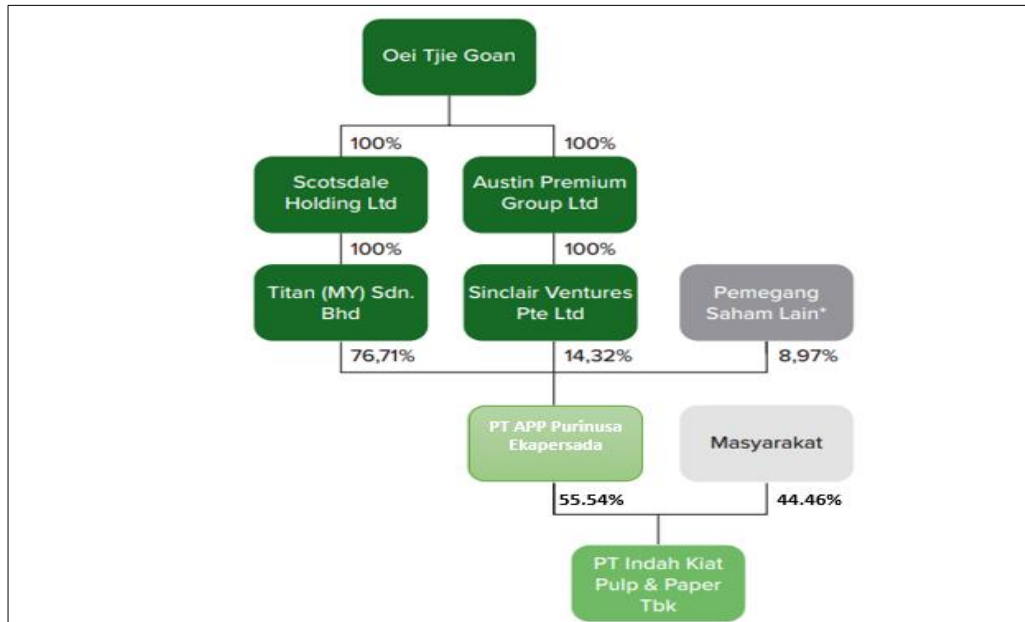 Oei Tjie Goan
100%
100%
Scotsdale
Holding Ltd
Austin Premium
Group Ltd
100%
100%
Titan (MY) Sdn.
Bhd
Sinclair Ventures
Pte Ltd
Pemegang
Saham Lain*
76,71%
14,32%
8,97%
PT APP Purinusa
Ekapersada
Masyarakat
55.54%
44.46%
PT Indah Kiat
Pulp & Paper
Tbk